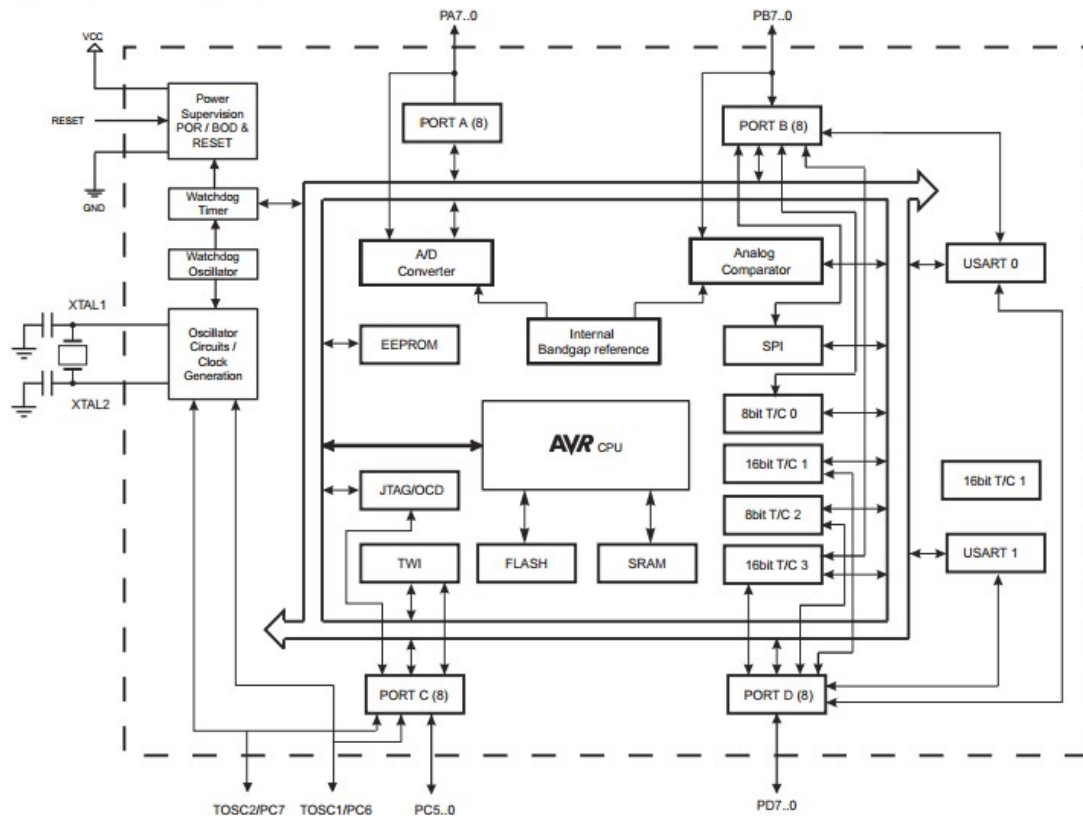 PA7..0
PB7..0
VCC
Power
Supervision
POR / BOD &
RESET
RESET
PORT A (8)
PORT B (8)
GND
Watchdog
Timer
Watchdog
Oscillator
A/D
Converter
Analog
Comparator
USART 0
XTAL1
Oscillator
Circuits /
Clock
Generation
XTAL2
EEPROM
Internal
Bandgap reference
SPI
8bit T/C 0
AVR CPU
16bit T/C 1
16bit T/C 1
JTAG/OCD
8bit T/C 2
TWI
FLASH
SRAM
16bit T/C 3
USART 1
PORT C (8)
PORT D (8)
TOSC2/PC7
TOSC1/PC6
PC5..0
PD7..0